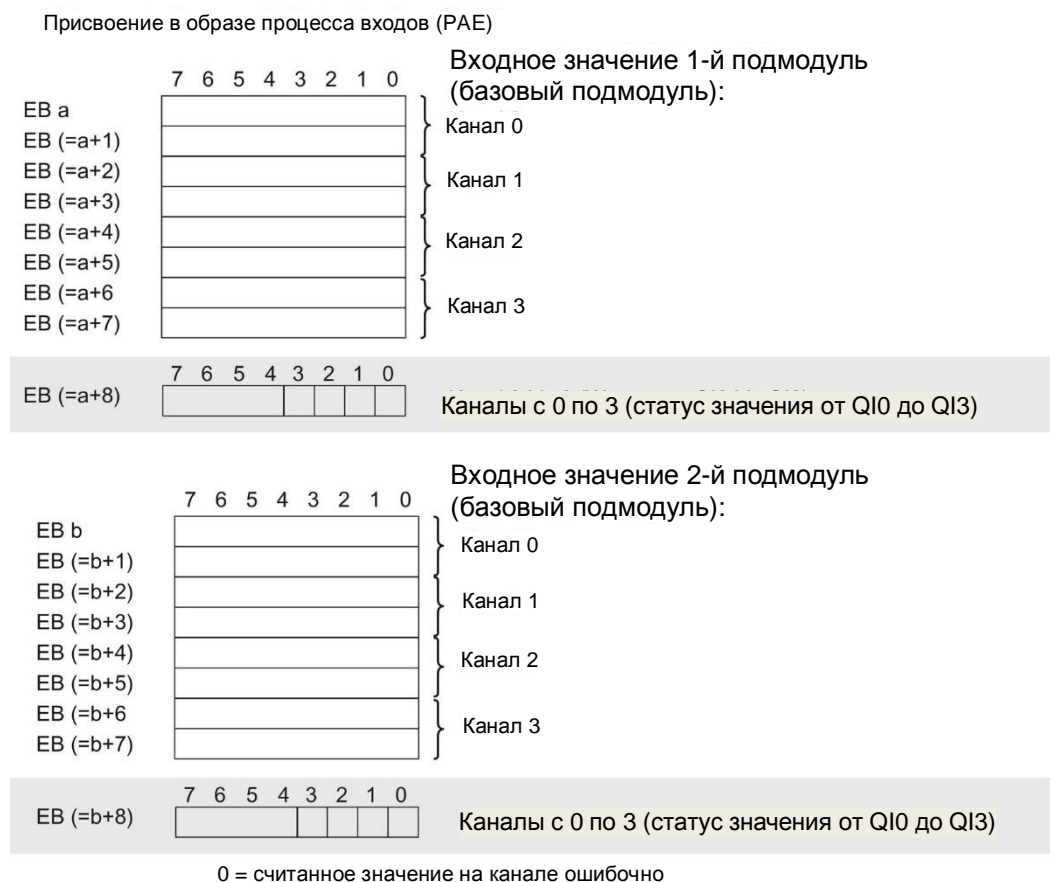 Присвоение в образе процесса входов (PAE)
Входное значение 1-й подмодуль
(базовый подмодуль):
7 6 5 4 3 2 1 0
EB a
Канал 0
EB (=a+1)
EB (=a+2)
Канал 1
EB (=a+3)
EB (=a+4)
Канал 2
EB (=a+5)
EB (=a+6
Канал 3
EB (=a+7)
7 6 5 4 3 2 1 0
EB (=a+8)
Каналы с 0 по 3 (статус значения от QI0 до QI3)
Входное значение 2-й подмодуль
(базовый подмодуль):
7 6 5 4 3 2 1 0
EB b
Канал 0
EB (=b+1)
EB (=b+2)
Канал 1
EB (=b+3)
EB (=b+4)
Канал 2
EB (=b+5)
EB (=b+6
Канал 3
EB (=b+7)
7 6 5 4 3 2 1 0
EB (=b+8)
Каналы с 0 по 3 (статус значения от QI0 до QI3)
0 = считанное значение на канале ошибочно